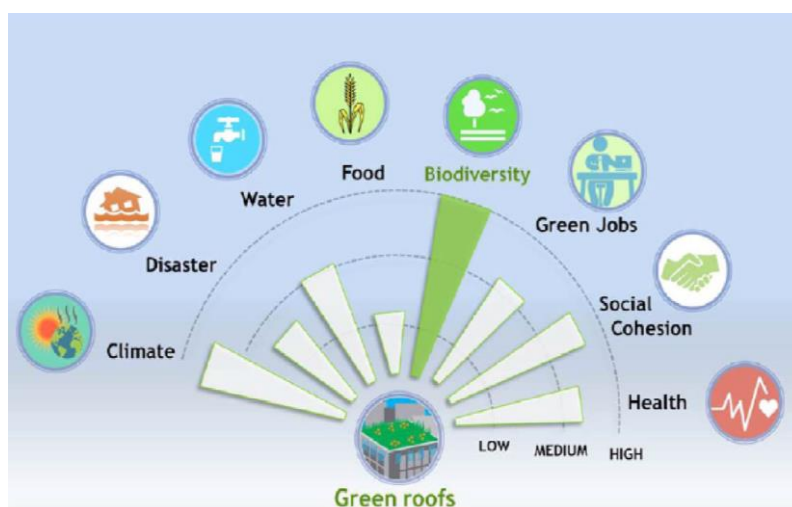 Food
Biodiversity
Water
Green Jobs
Disaster
Social
Cohesion
Climate
Health
LOW
MEDIUM
HIGH
Green roofs